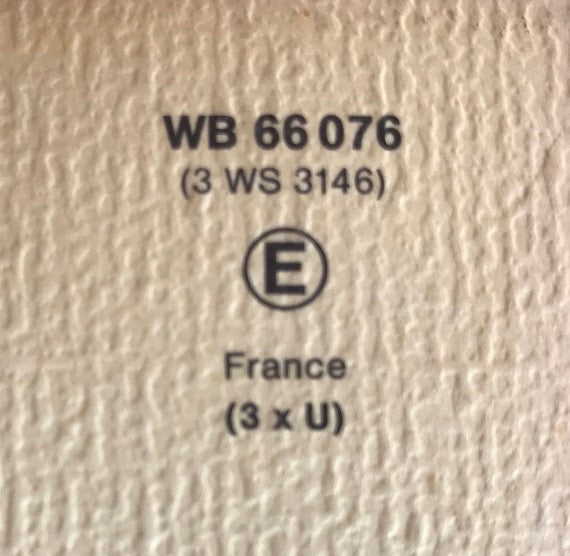 WB 66 076
(3 WS 3146)
E
France
(3 x U)